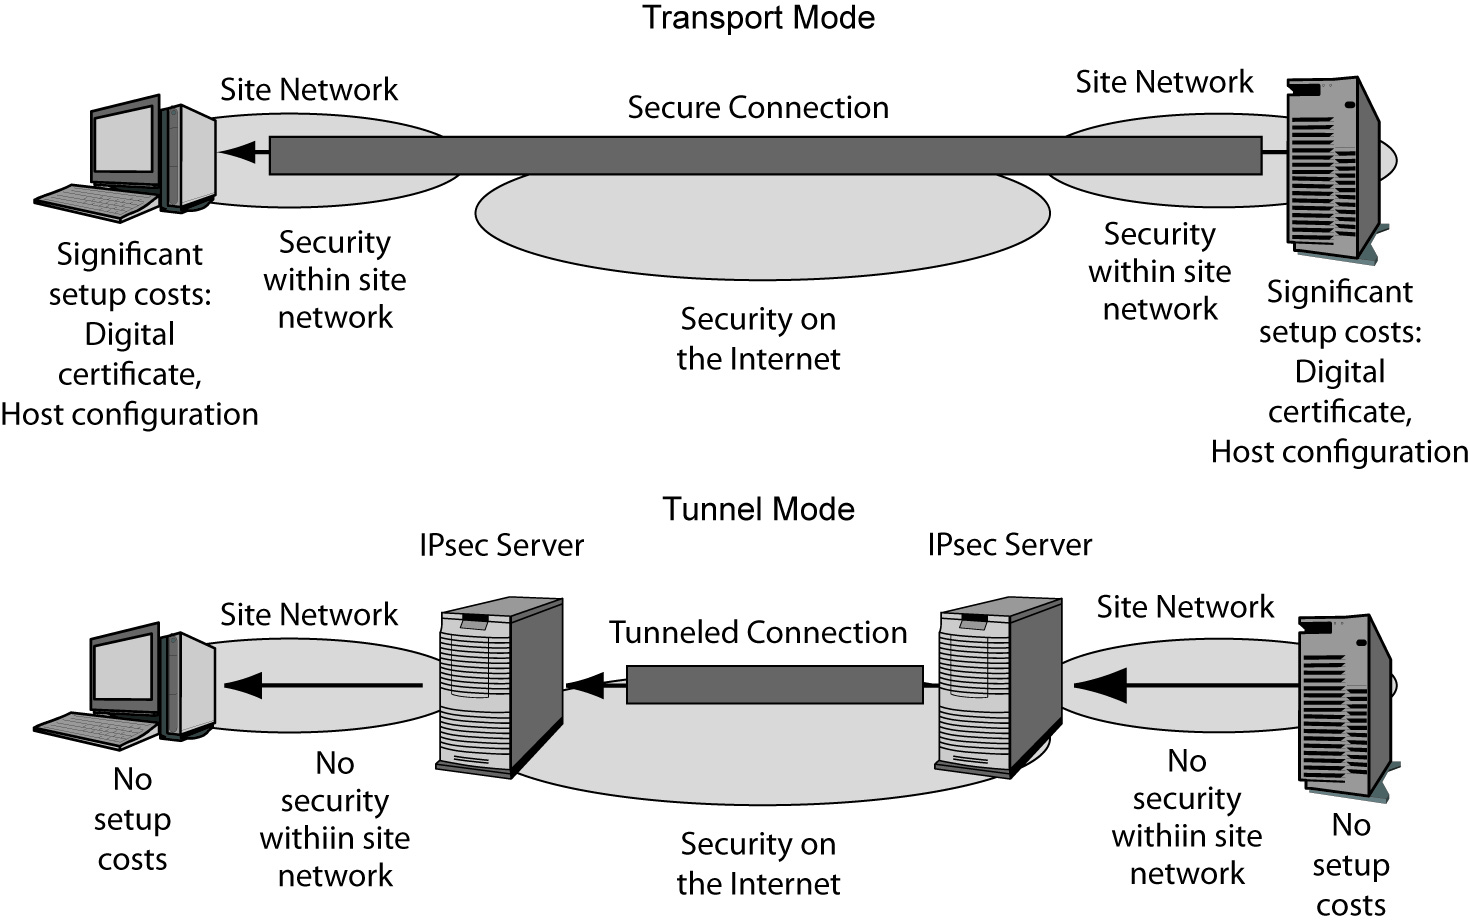 Transport Mode
Site Network
Secure Connection
Site Network
Significant
setup costs:
Digital
certificate,
Host configuration
Security
within site
network
Security on
the Internet
Security
within site
network
Significant
setup costs:
Digital
certificate,
Host configuration
Tunnel Mode
IPsec Server
IPsec Server
Site Network
Tunneled Connection
Site Network
No
setup
costs
No
security
withiin site
network
Security on
the Internet
No
security
withiin site
network
No
setup
costs